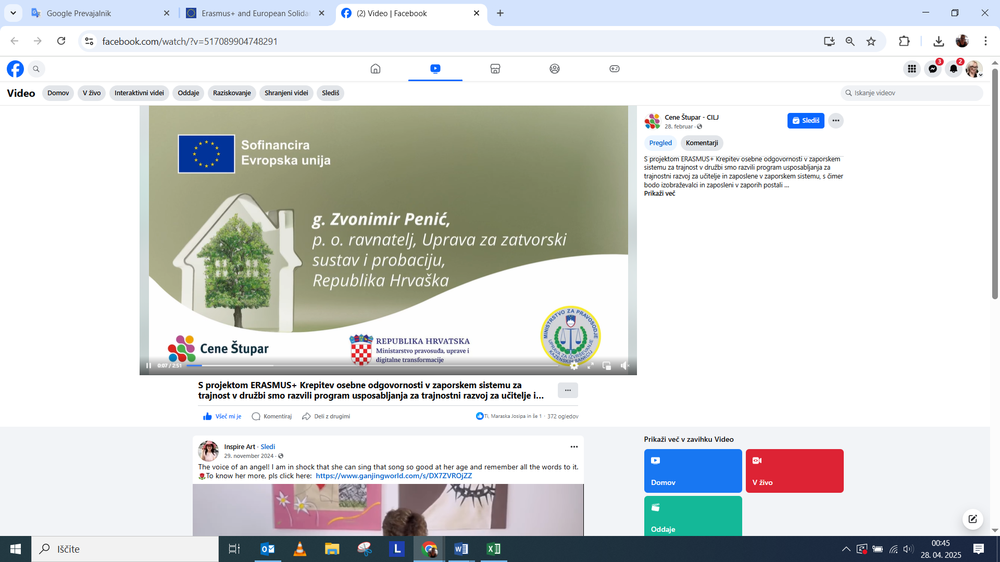 Google Prevajalnik
Erasmus+ and European Solidar
(2) Video | Facebook
facebook.com/watch/?v=517089904748291
3
2
Video
Domov
V živo
Interaktivni videi
Oddaje
Raziskovanje
Shranjeni videi
Slediš
Iskanje videov
Sofinancira
Evropska unija
g. Zvonimir Penić,
p. o. ravnatelj, Uprava za zatvorski
sustav i probaciju,
Republika Hrvaška
Cene Štupar
REPUBLIKA HRVATSKA
Ministarstvo pravosuđa, uprave i
digitalne transformacije
MINISTRSTVO ZA PRAVOSODJE
UPRAVA ZA IZVRŠEVANJE
KAZENSKIH SANKCIJ
0:07 / 2:51
Cene Štupar - CILJ
28. februar ·
Slediš
Pregled
Komentarji
S projektom ERASMUS+ Krepitev osebne odgovornosti v zaporskem
sistemu za trajnost v družbi smo razvili program usposabljanja za
trajnostni razvoj za učitelje in zaposlene v zaporskem sistemu, s čimer
bodo izobraževalci in zaposleni v zaporih postali ...
Prikaži več
S projektom ERASMUS+ Krepitev osebne odgovornosti v zaporskem sistemu za
trajnost v družbi smo razvili program usposabljanja za trajnostni razvoj za učitelje i...
Všeč mi je
Komentiraj
Deli z drugimi
Ti, Maraska Josipa in še 1 · 372 ogledov
Inspire Art · Sledi
29. november 2024 ·
The voice of an angel! I am in shock that she can sing that song so good at her age and remember all the words to it.
To know her more, pls click here: https://www.ganjingworld.com/s/DX7ZVROjZZ
Prikaži več v zavihku Video
Domov
V živo
Oddaje
Iščite
L
00:45
28. 04. 2025